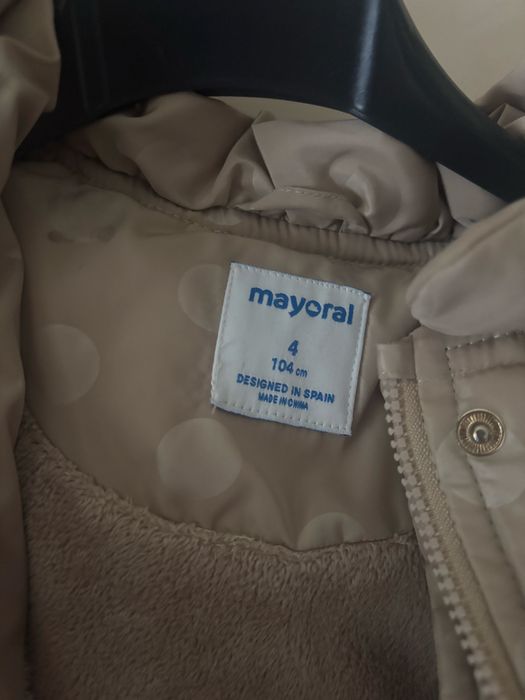 mayoral
4
104 cm
DESIGNED IN SPAIN
MADE IN CHINA